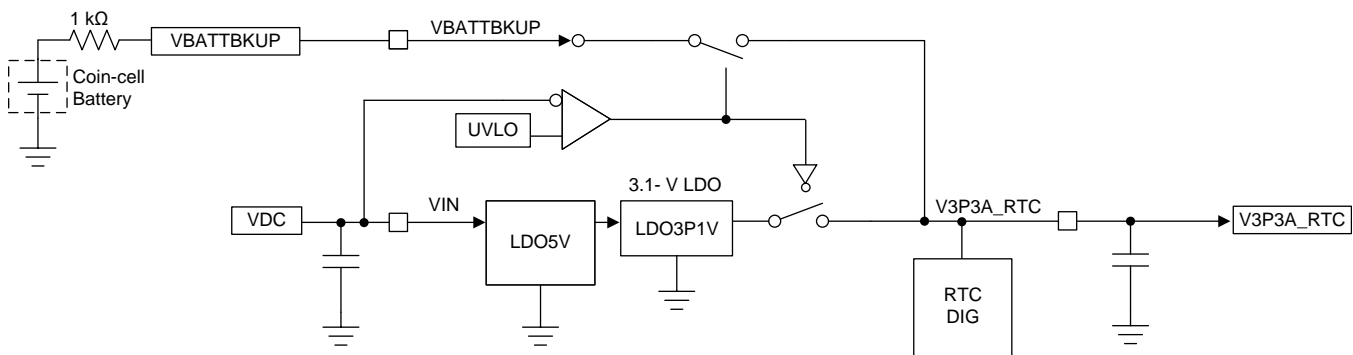 1 kΩ
VBATTBKUP
VBATTBKUP
Coin-cell
Battery
UVLO
3.1- V LDO
VDC
VIN
LDO5V
LDO3P1V
V3P3A_RTC
V3P3A_RTC
RTC
DIG